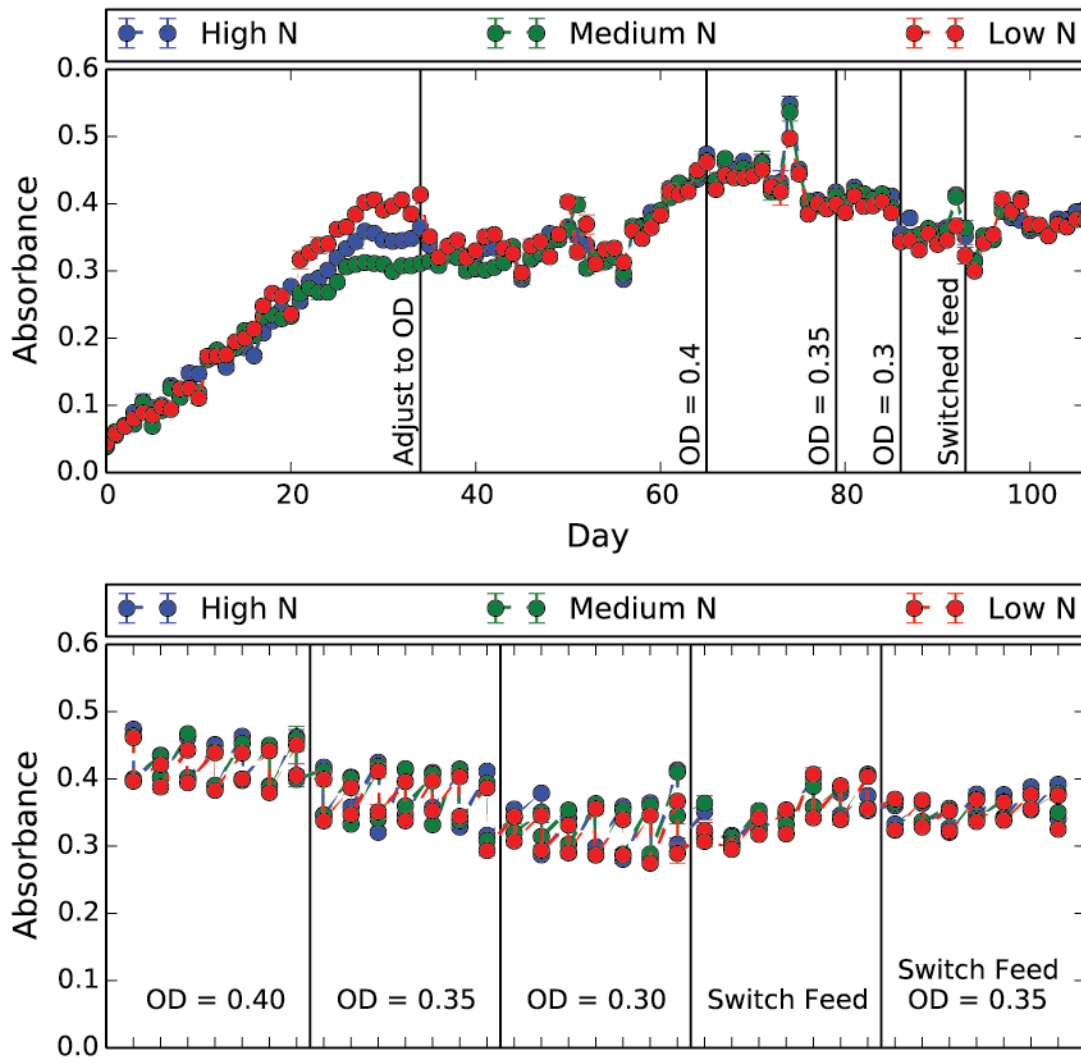 High N Medium N Low N
0.6
0.5
0.4
0.3
0.2
0.1
0.0
Absorbance
Adjust to OD
OD = 0.4
OD = 0.35
OD = 0.3
Switched feed
0 20 40 60 80 100
Day
High N Medium N Low N
0.6
0.5
0.4
0.3
0.2
0.1
0.0
Absorbance
OD = 0.40
OD = 0.35
OD = 0.30
Switch Feed
Switch Feed
OD = 0.35